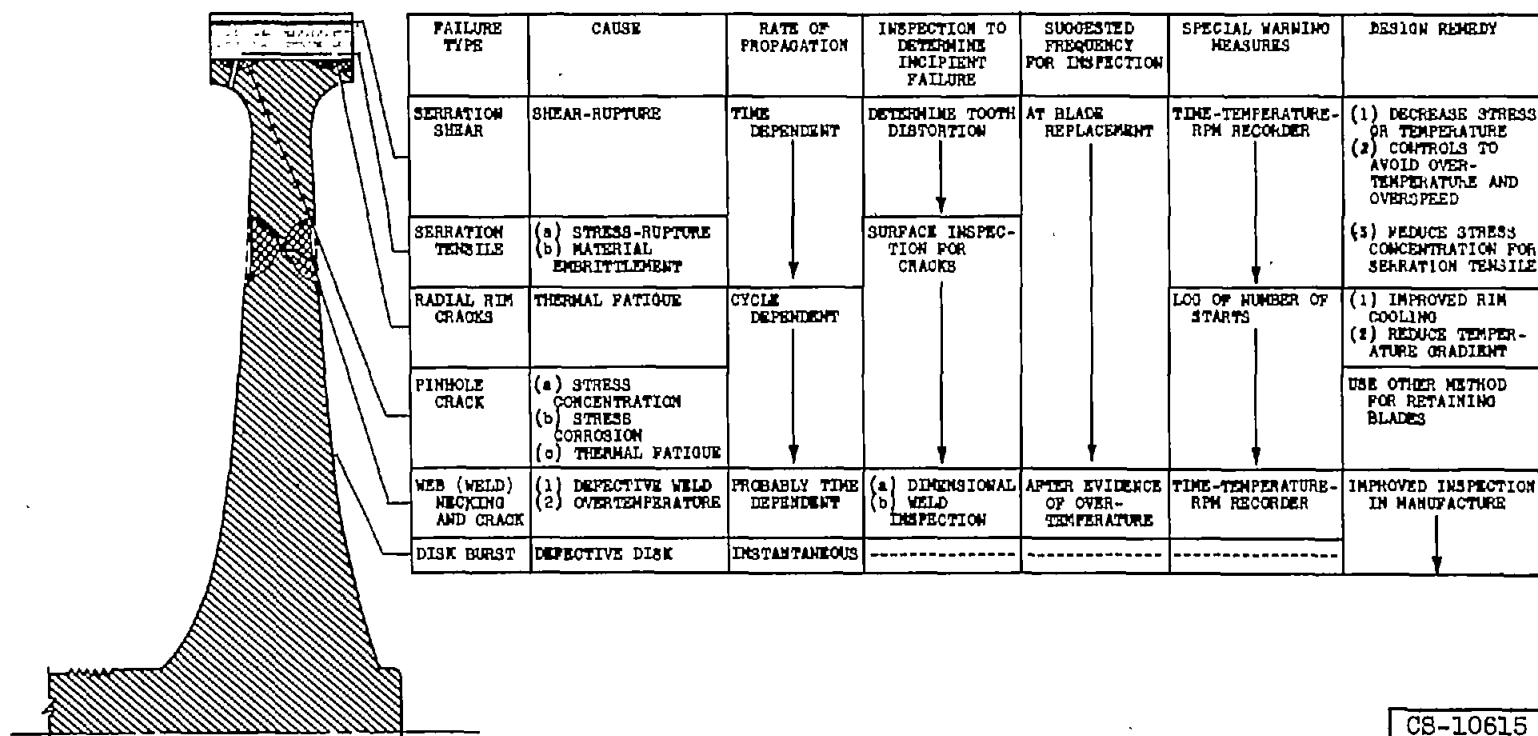 FAILURE TYPE
CAUSE
RATE OF PROPAGATION
INSPECTION TO DETERMINE INCIPIENT FAILURE
SUGGESTED FREQUENCY FOR INSPECTION
SPECIAL WARNING MEASURES
DESIGN REMEDY
SERRATION SHEAR
SHEAR-RUPTURE
TIME DEPENDENT
DETERMINE TOOTH DISTORTION
AT BLADE REPLACEMENT
TIME-TEMPERATURE-
RPM RECORDER
(1) DECREASE STRESS
OR TEMPERATURE
(2) CONTROLS TO
AVOID OVER-
TEMPERATURE AND
OVERSPEED
SERRATION TENSILE
(a) STRESS-RUPTURE
(b) MATERIAL
EMBRITTLEMENT
SURFACE INSPEC-
TION FOR
CRACKS
(3) REDUCE STRESS
CONCENTRATION FOR
SERRATION TENSILE
RADIAL RIM CRACKS
THERMAL FATIGUE
CYCLE DEPENDENT
LOG OF NUMBER OF
STARTS
(1) IMPROVED RIM
COOLING
(2) REDUCE TEMPER-
ATURE GRADIENT
PINHOLE CRACK
(a) STRESS
CONCENTRATION
(b) STRESS
CORROSION
(c) THERMAL FATIGUE
USE OTHER METHOD
FOR RETAINING
BLADES
WEB (WELD)
NECKING
AND CRACK
(1) DEFECTIVE WELD
(2) OVERTEMPERATURE
PROBABLY TIME
DEPENDENT
(a) DIMENSIONAL
(b) WELD
INSPECTION
AFTER EVIDENCE
OF OVER-
TEMPERATURE
TIME-TEMPERATURE-
RPM RECORDER
IMPROVED INSPECTION
IN MANUFACTURE
DISK BURST
DEFECTIVE DISK
INSTANTANEOUS
CS-10615